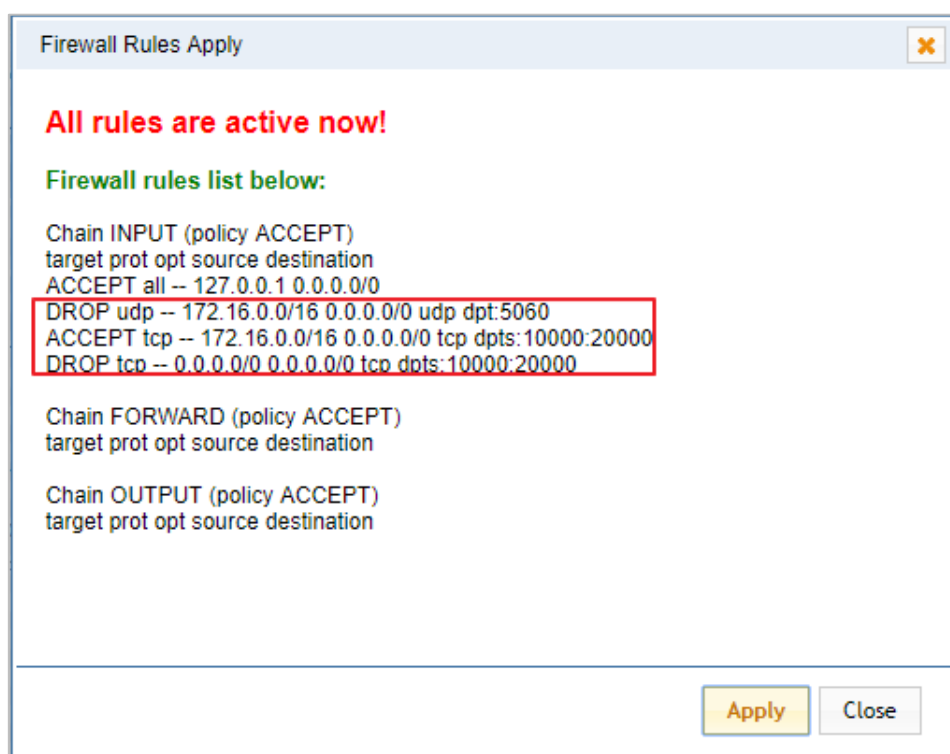 Firewall Rules Apply
All rules are active now!
Firewall rules list below:
Chain INPUT (policy ACCEPT)
target prot opt source destination
ACCEPT all -- 127.0.0.1 0.0.0.0/0
DROP udp -- 172.16.0.0/16 0.0.0.0/0 udp dpt:5060
ACCEPT tcp -- 172.16.0.0/16 0.0.0.0/0 tcp dpts:10000:20000
DROP tcp -- 0.0.0.0/0 0.0.0.0/0 tcp dpts:10000:20000
Chain FORWARD (policy ACCEPT)
target prot opt source destination
Chain OUTPUT (policy ACCEPT)
target prot opt source destination
Apply Close